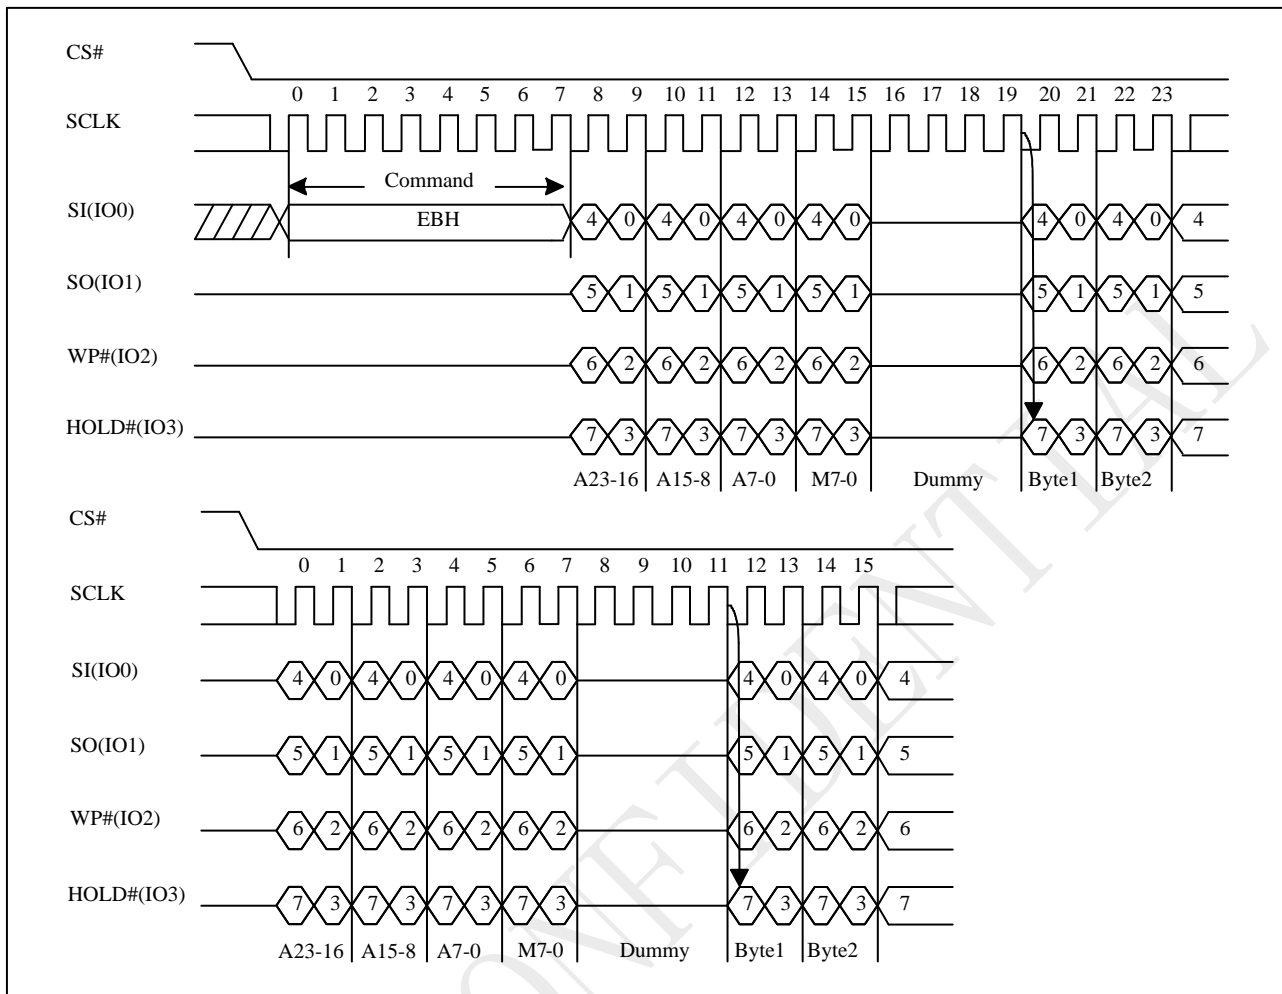 CS#
0 1 2 3 4 5 6 7 8 9 10 11 12 13 14 15 16 17 18 19 20 21 22 23
SCLK
Command
SI(IO0) EBH 4 0 4 0 4 0 4 0 4 0 4 0 4
SO(IO1) 5 1 5 1 5 1 5 1 5 1 5 1 5
WP#(IO2) 6 2 6 2 6 2 6 2 6 2 6 2 6
HOLD#(IO3) 7 3 7 3 7 3 7 3 7 3 7 3 7
A23-16 A15-8 A7-0 M7-0 Dummy Byte1 Byte2
CS#
0 1 2 3 4 5 6 7 8 9 10 11 12 13 14 15
SCLK
SI(IO0) 4 0 4 0 4 0 4 0 4 0 4 0 4
SO(IO1) 5 1 5 1 5 1 5 1 5 1 5 1 5
WP#(IO2) 6 2 6 2 6 2 6 2 6 2 6 2 6
HOLD#(IO3) 7 3 7 3 7 3 7 3 7 3 7 3 7
A23-16 A15-8 A7-0 M7-0 Dummy Byte1 Byte2
ONFIDENTIAL